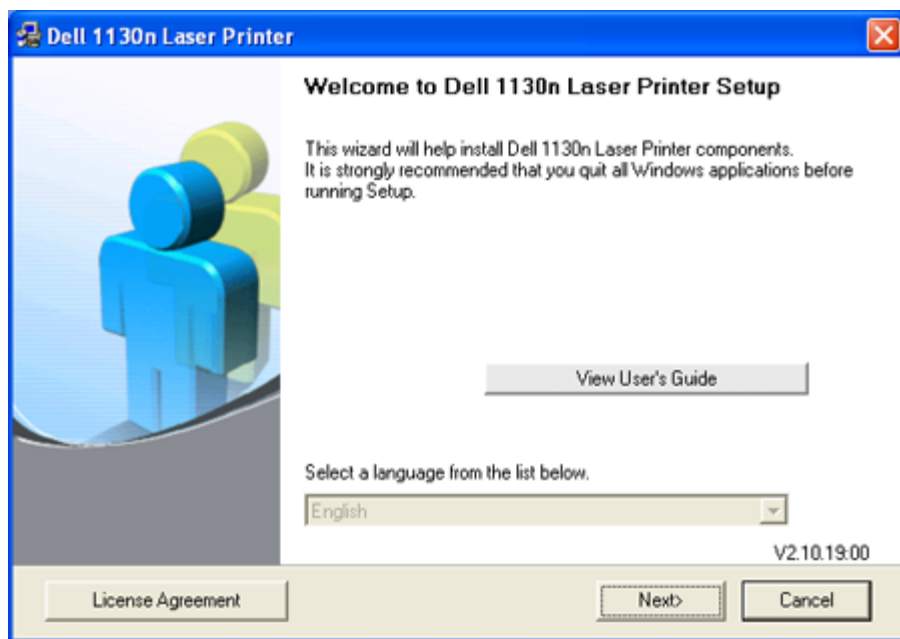 Dell 1130n Laser Printer
Welcome to Dell 1130n Laser Printer Setup
This wizard will help install Dell 1130n Laser Printer components.
It is strongly recommended that you quit all Windows applications before
running Setup.
View User's Guide
Select a language from the list below.
English
V2.10.19:00
License Agreement
Next>
Cancel